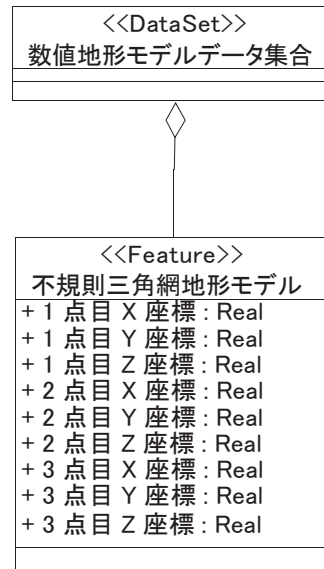 <<DataSet>>
数値地形モデルデータ集合
<<Feature>>
不規則三角網地形モデル
+ 1 点目 X 座標 : Real
+ 1 点目 Y 座標 : Real
+ 1 点目 Z 座標 : Real
+ 2 点目 X 座標 : Real
+ 2 点目 Y 座標 : Real
+ 2 点目 Z 座標 : Real
+ 3 点目 X 座標 : Real
+ 3 点目 Y 座標 : Real
+ 3 点目 Z 座標 : Real